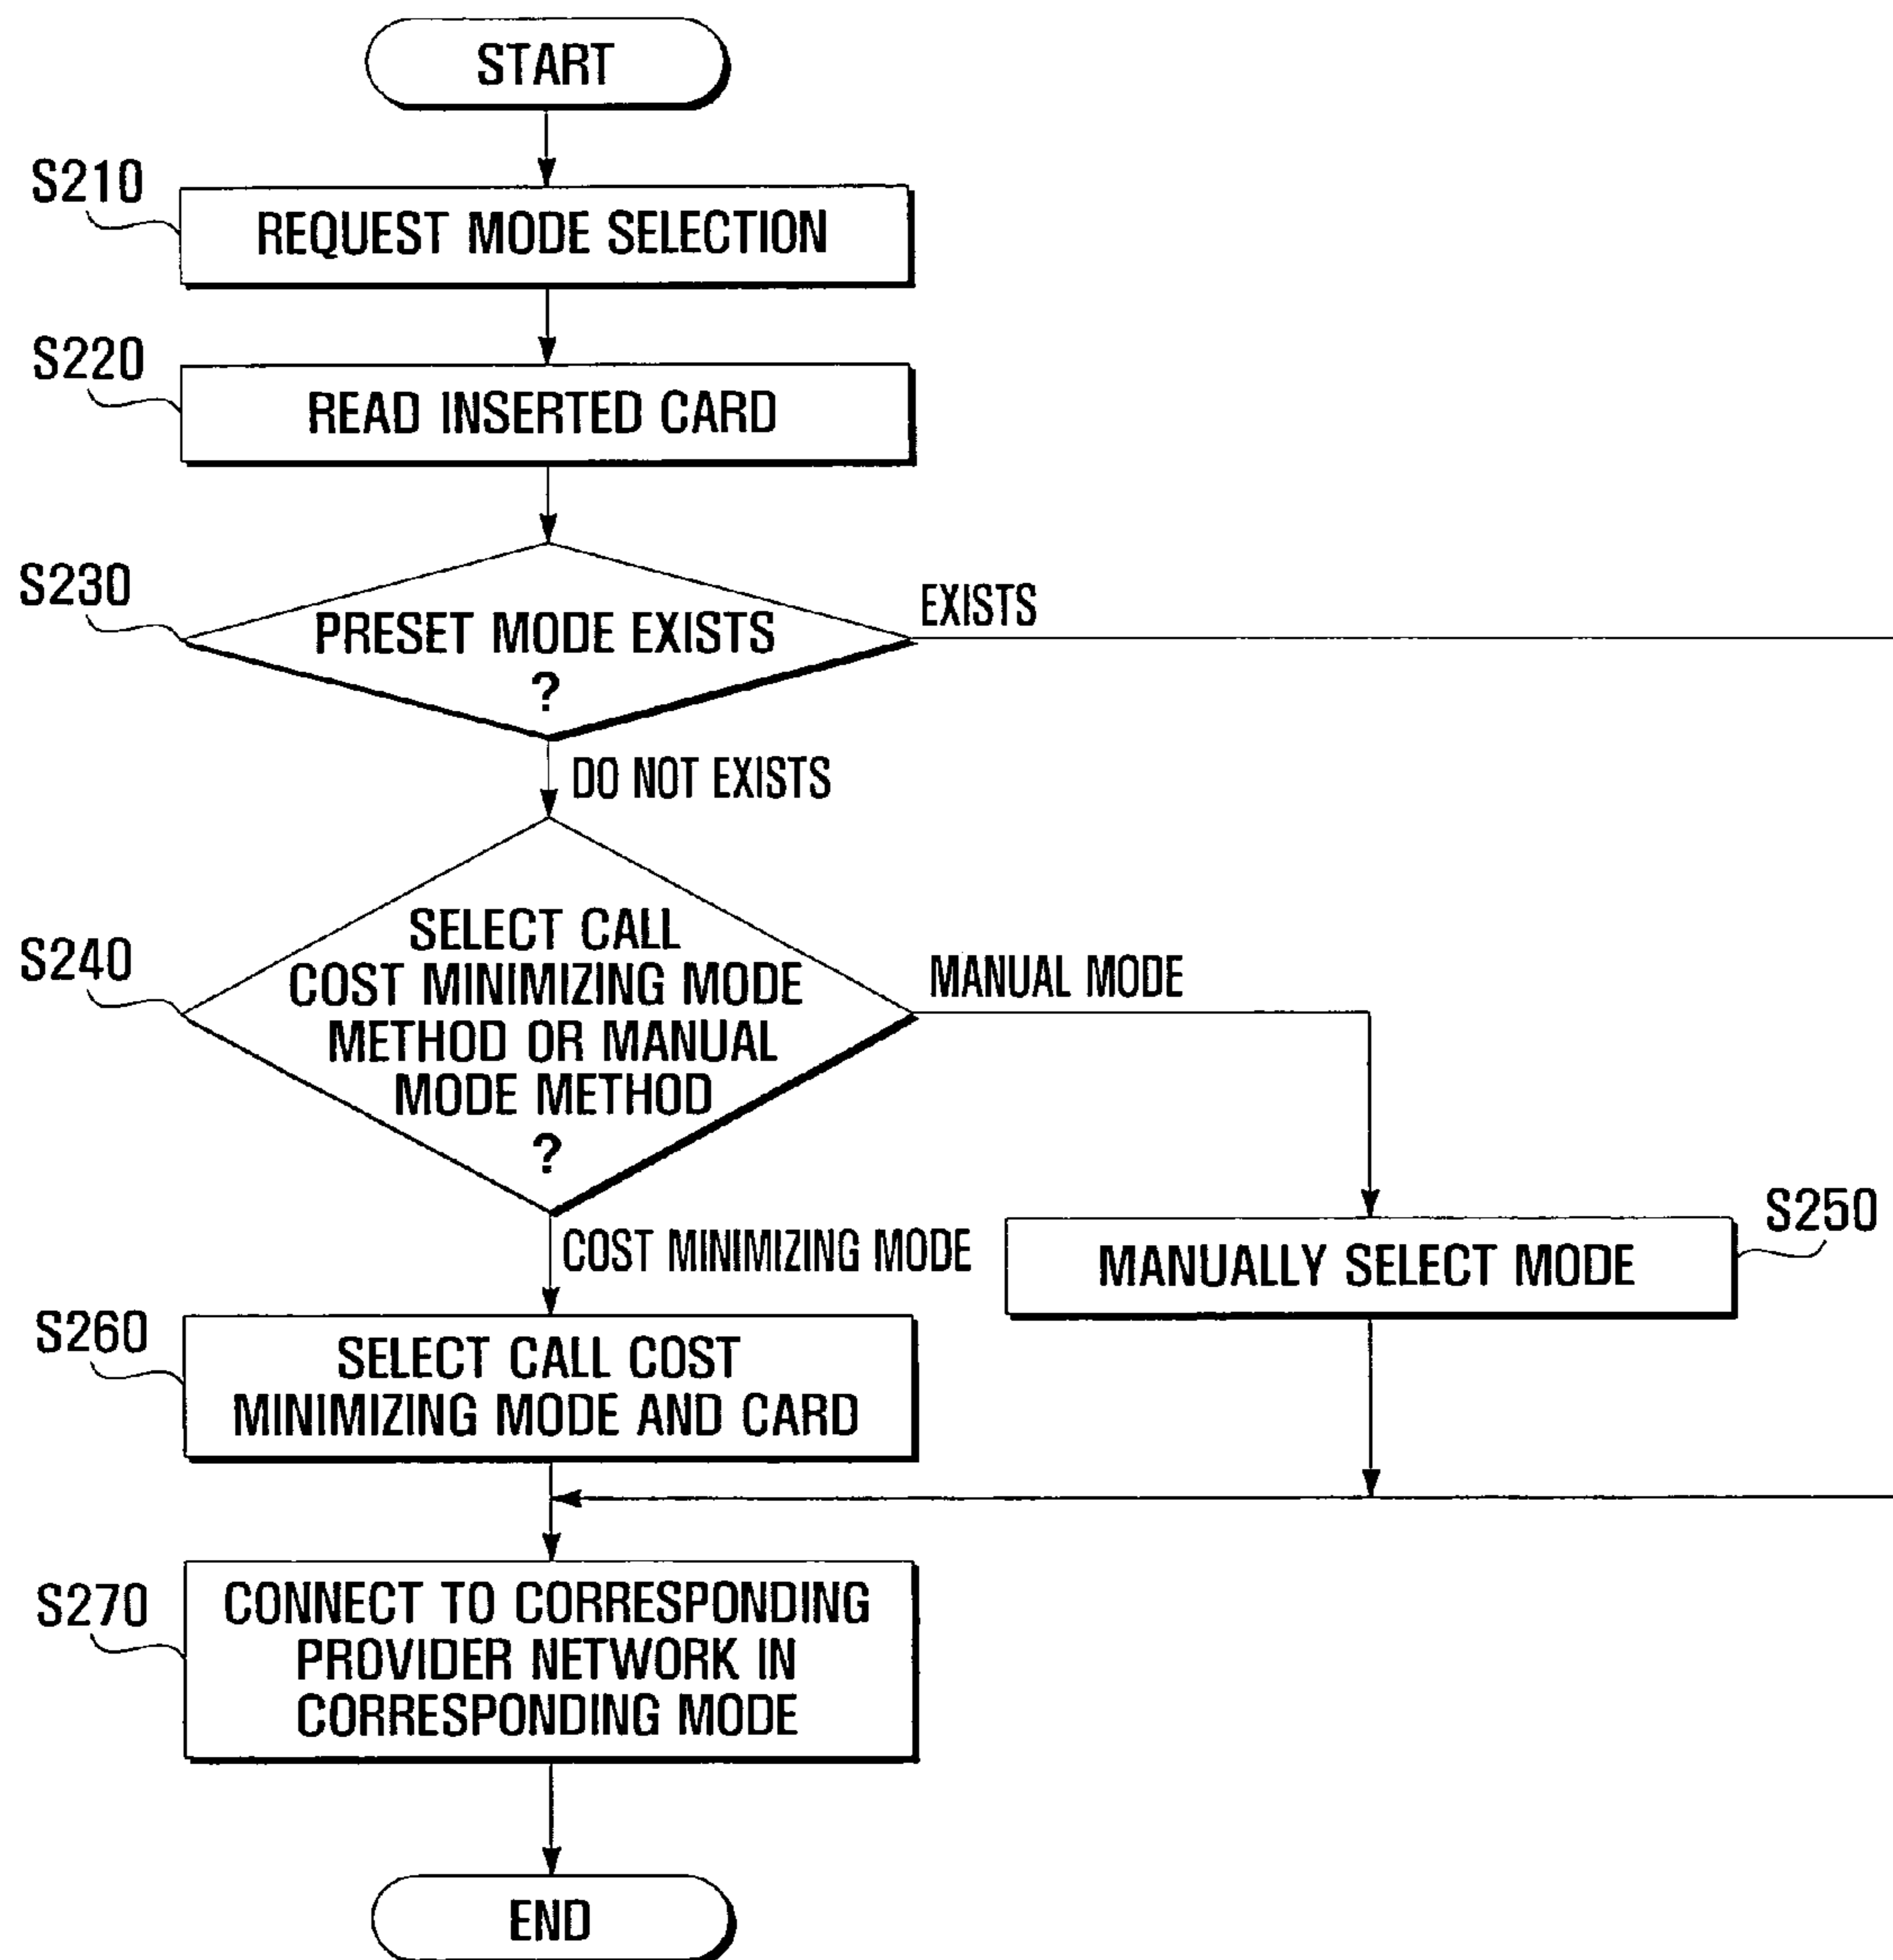 START
S210
REQUEST MODE SELECTION
S220
READ INSERTED CARD
S230
PRESET MODE EXISTS
?
EXISTS
DO NOT EXISTS
S240
SELECT CALL
COST MINIMIZING MODE
METHOD OR MANUAL
MODE METHOD
?
MANUAL MODE
COST MINIMIZING MODE
S250
MANUALLY SELECT MODE
S260
SELECT CALL COST
MINIMIZING MODE AND CARD
S270
CONNECT TO CORRESPONDING
PROVIDER NETWORK IN
CORRESPONDING MODE
END